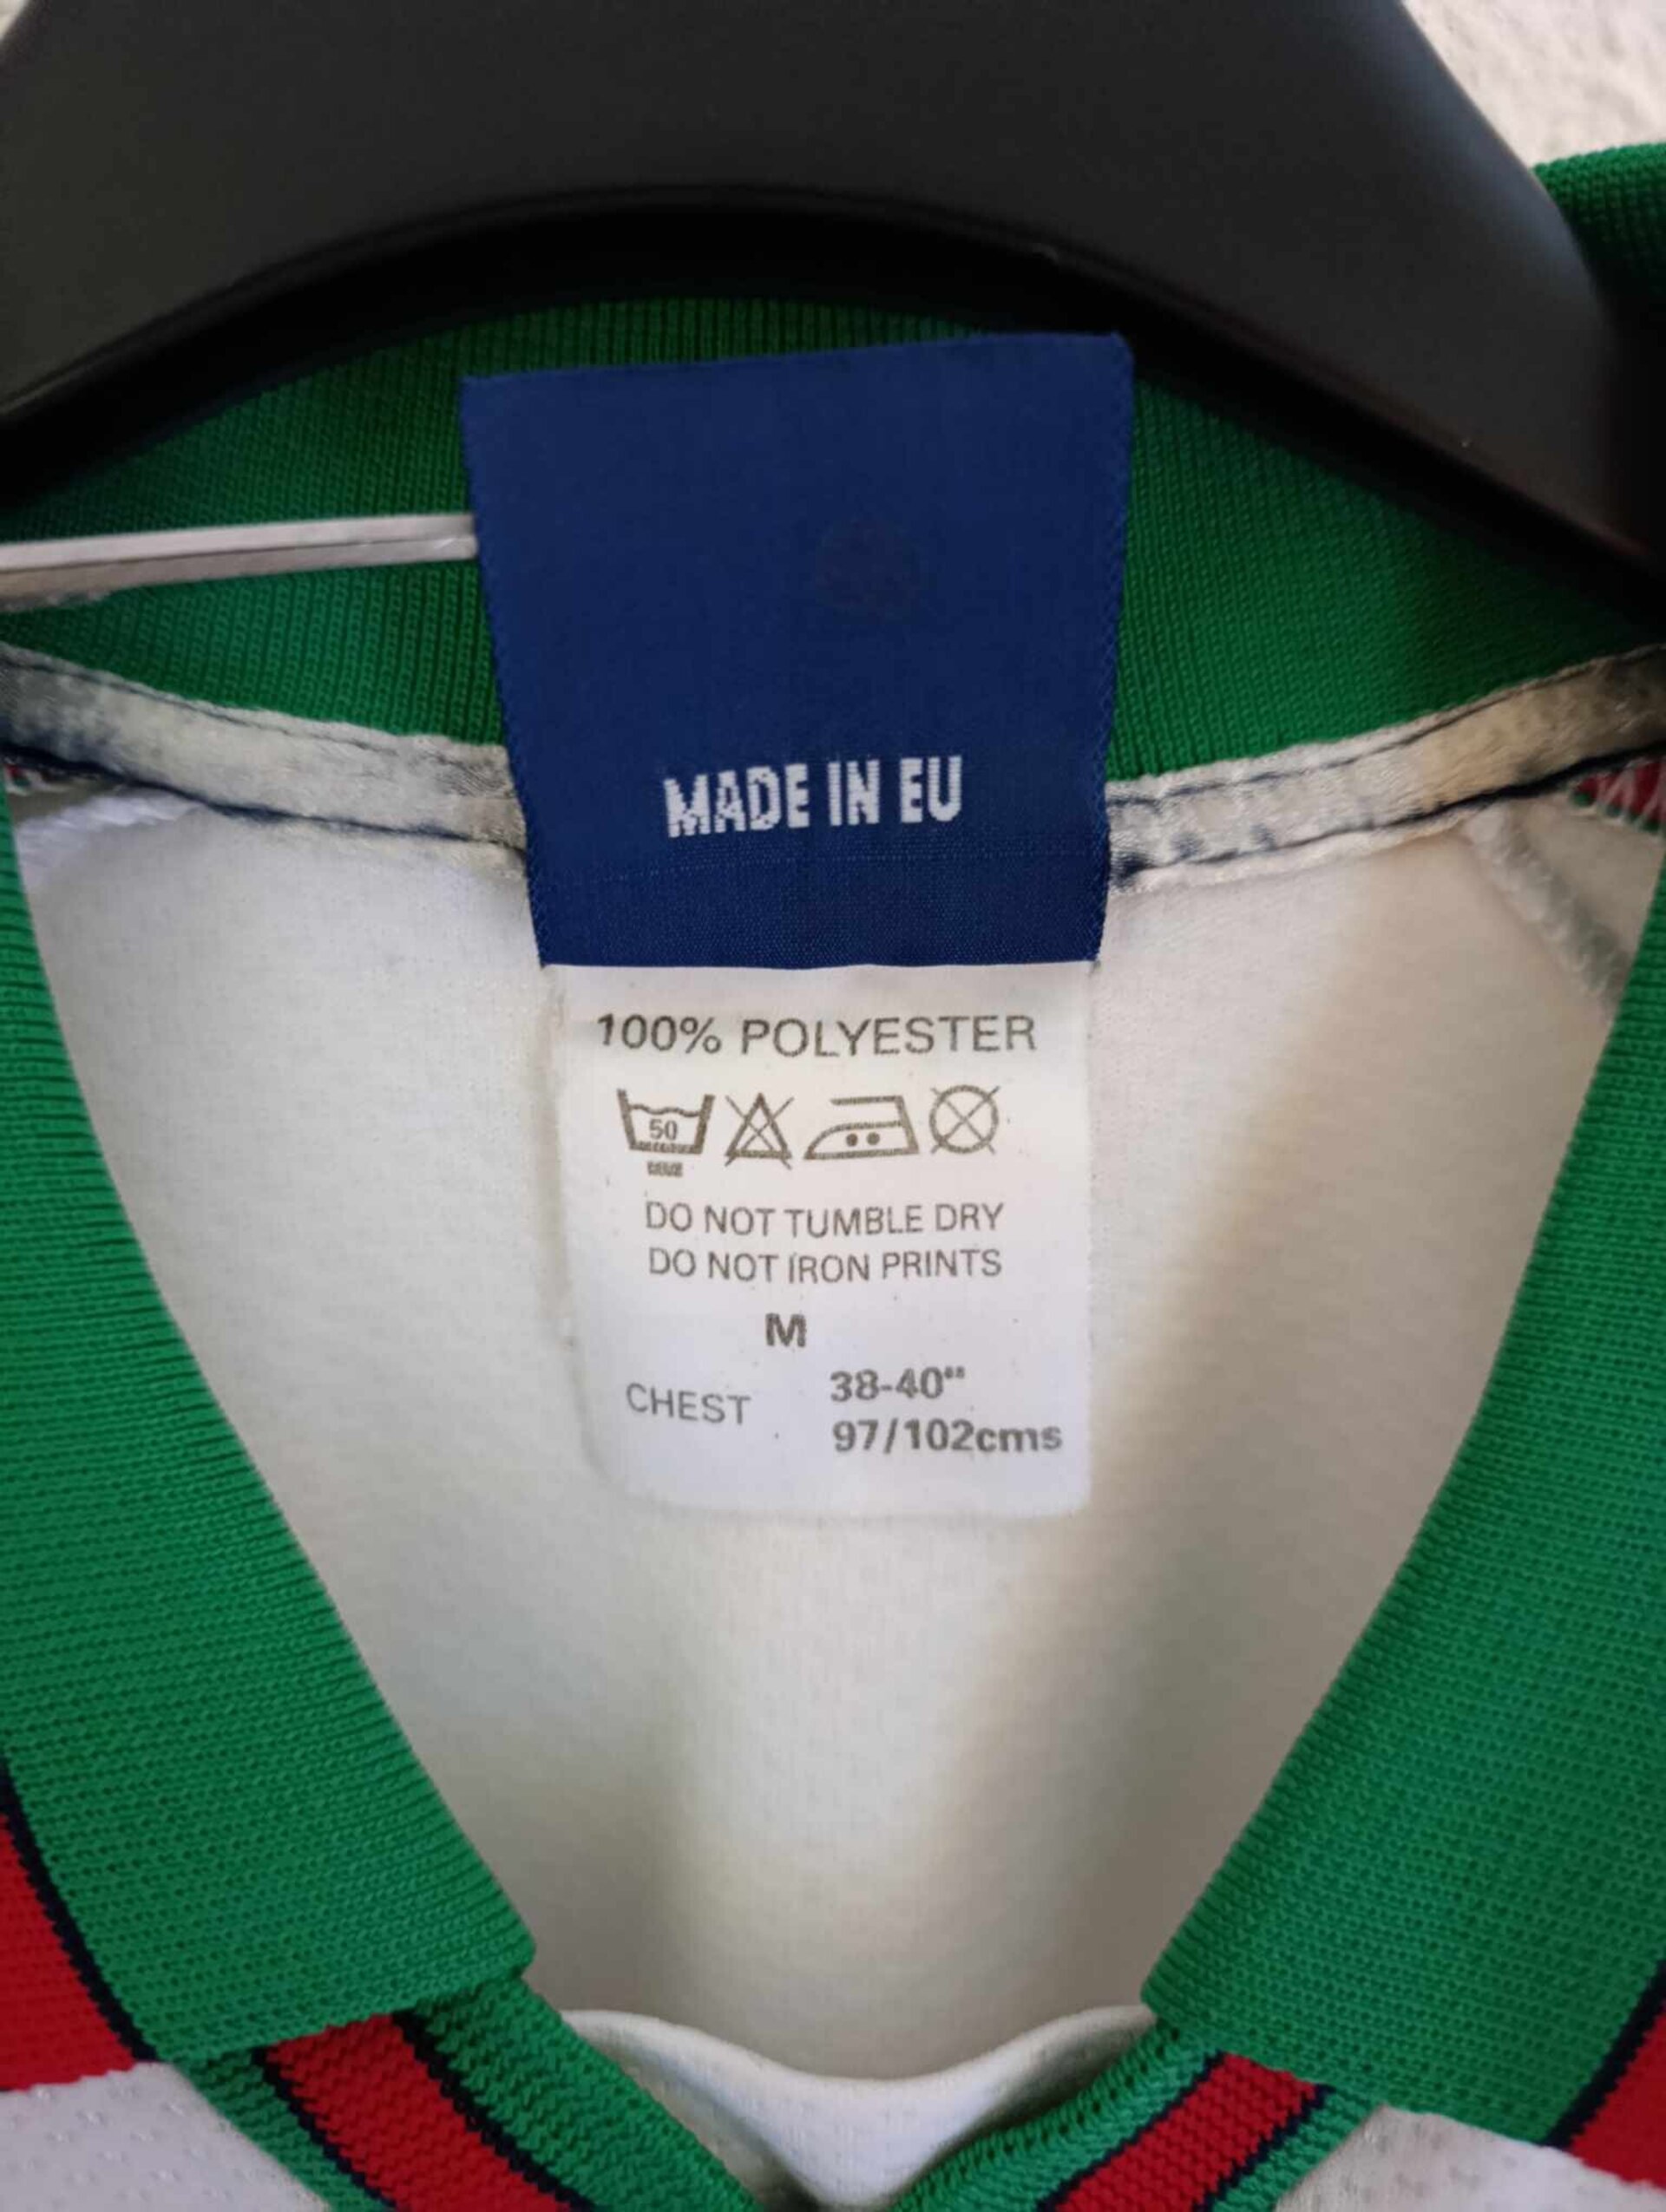 MADE IN EU
100% POLYESTER
50
DO NOT TUMBLE DRY
DO NOT IRON PRINTS
M
CHEST 38-40"
97/102cms